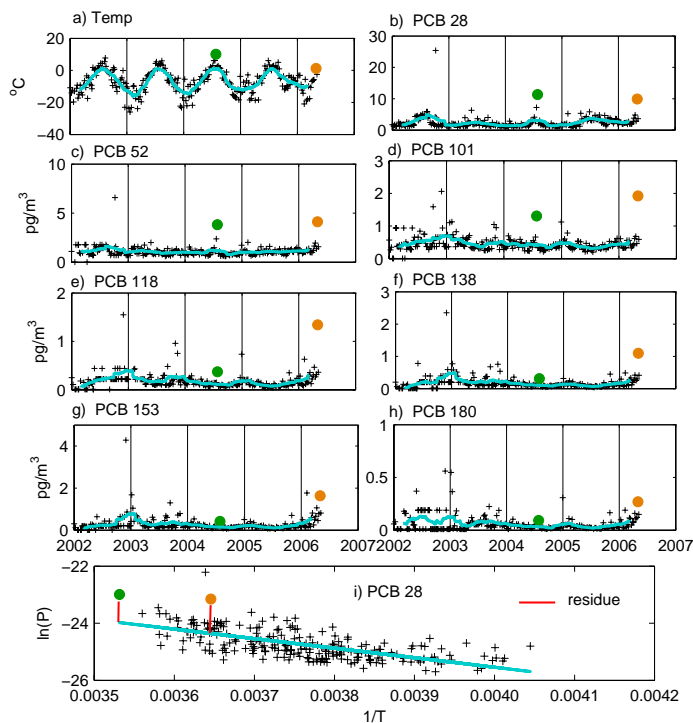 a) Temp
b) PCB 28
20
0
−20
−40
°C
30
20
10
0
c) PCB 52
d) PCB 101
10
5
0
pg/m³
3
2
1
0
e) PCB 118
f) PCB 138
2
1
0
pg/m³
3
2
1
0
g) PCB 153
h) PCB 180
4
2
0
pg/m³
1
0.5
0
2002 2003 2004 2005 2006 2007
2002 2003 2004 2005 2006 2007
−22
−24
−26
ln(P)
i) PCB 28
residue
0.0035 0.0036 0.0037 0.0038 0.0039 0.0040 0.0041 0.0042
1/T